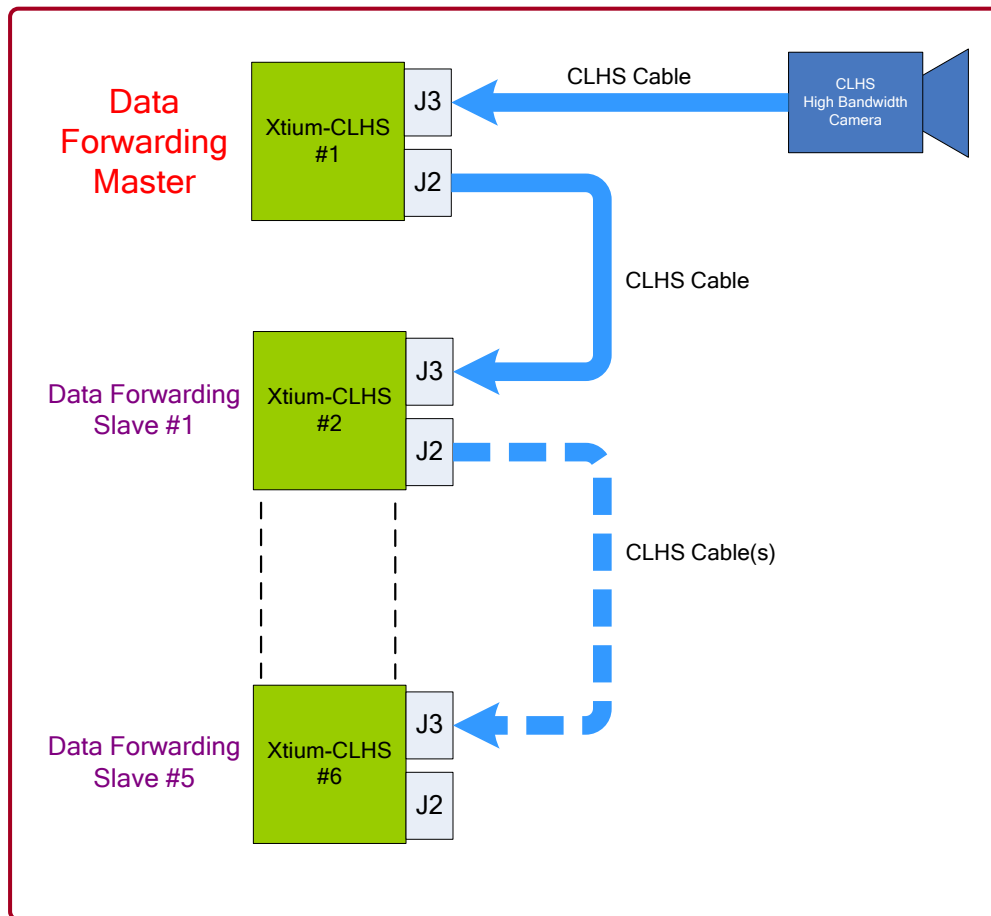 Data
Forwarding
Master
Xtium-CLHS
#1
J3
J2
CLHS Cable
CLHS
High Bandwidth
Camera
CLHS Cable
Data Forwarding
Slave #1
Xtium-CLHS
#2
J3
J2
CLHS Cable(s)
Data Forwarding
Slave #5
Xtium-CLHS
#6
J3
J2